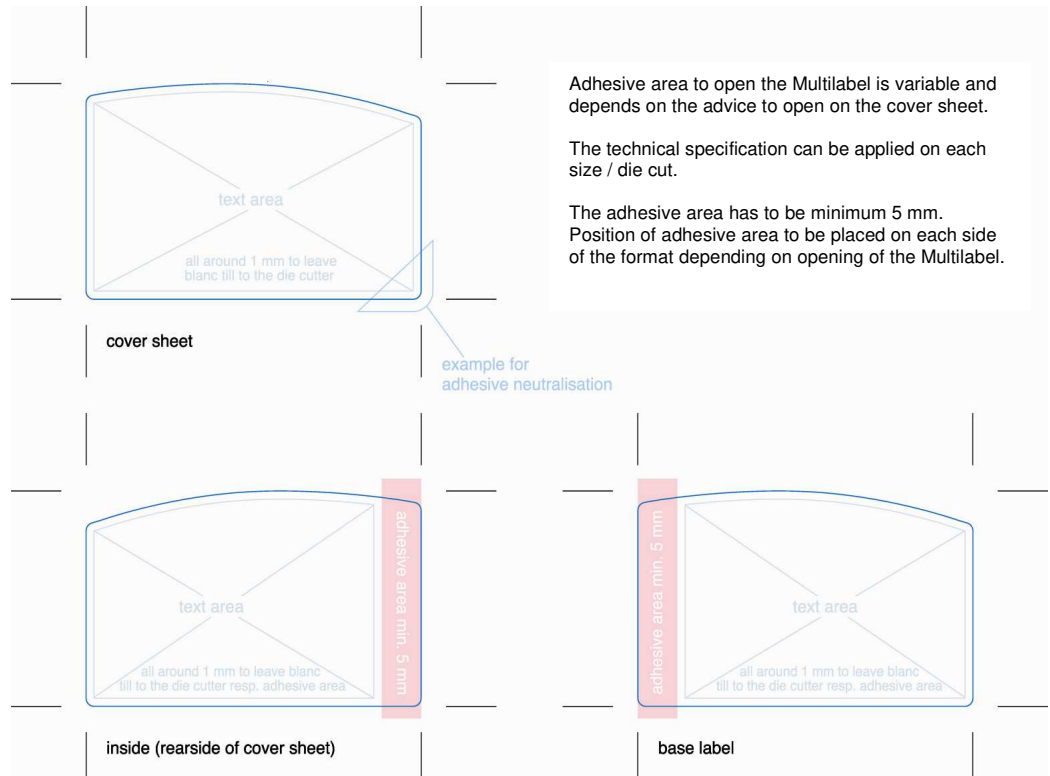 Adhesive area to open the Multilabel is variable and
depends on the advice to open on the cover sheet.
The technical specification can be applied on each
size / die cut.
The adhesive area has to be minimum 5 mm.
Position of adhesive area to be placed on each side
of the format depending on opening of the Multilabel.
text area
all around 1 mm to leave
blanc till to the die cutter
cover sheet
example for
adhesive neutralisation
adhesive area min. 5 mm
text area
all around 1 mm to leave blanc
till to the die cutter resp. adhesive area
inside (rearside of cover sheet)
adhesive area min. 5 mm
text area
all around 1 mm to leave blanc
till to the die cutter resp. adhesive area
base label